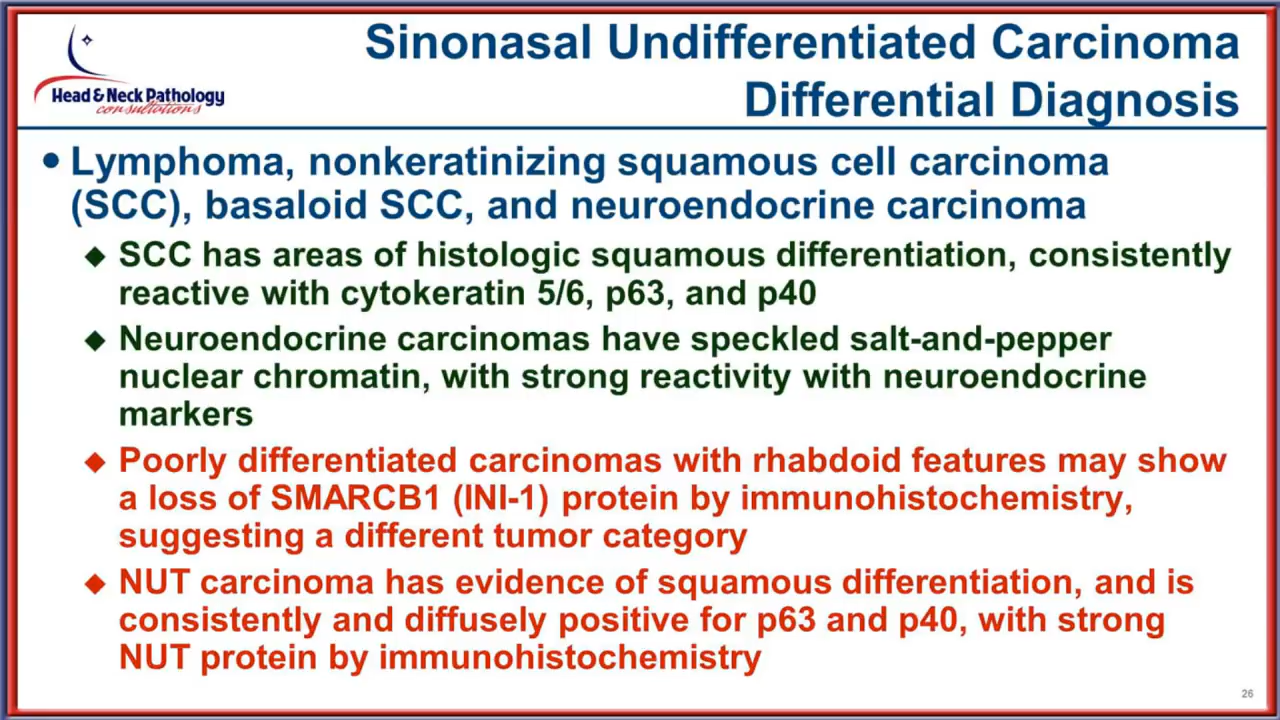 Sinonasal Undifferentiated Carcinoma
Differential Diagnosis
Head & Neck Pathology
consultations
• Lymphoma, nonkeratinizing squamous cell carcinoma
(SCC), basaloid SCC, and neuroendocrine carcinoma
◆ SCC has areas of histologic squamous differentiation, consistently
reactive with cytokeratin 5/6, p63, and p40
◆ Neuroendocrine carcinomas have speckled salt-and-pepper
nuclear chromatin, with strong reactivity with neuroendocrine
markers
◆ Poorly differentiated carcinomas with rhabdoid features may show
a loss of SMARCB1 (INI-1) protein by immunohistochemistry,
suggesting a different tumor category
◆ NUT carcinoma has evidence of squamous differentiation, and is
consistently and diffusely positive for p63 and p40, with strong
NUT protein by immunohistochemistry
26